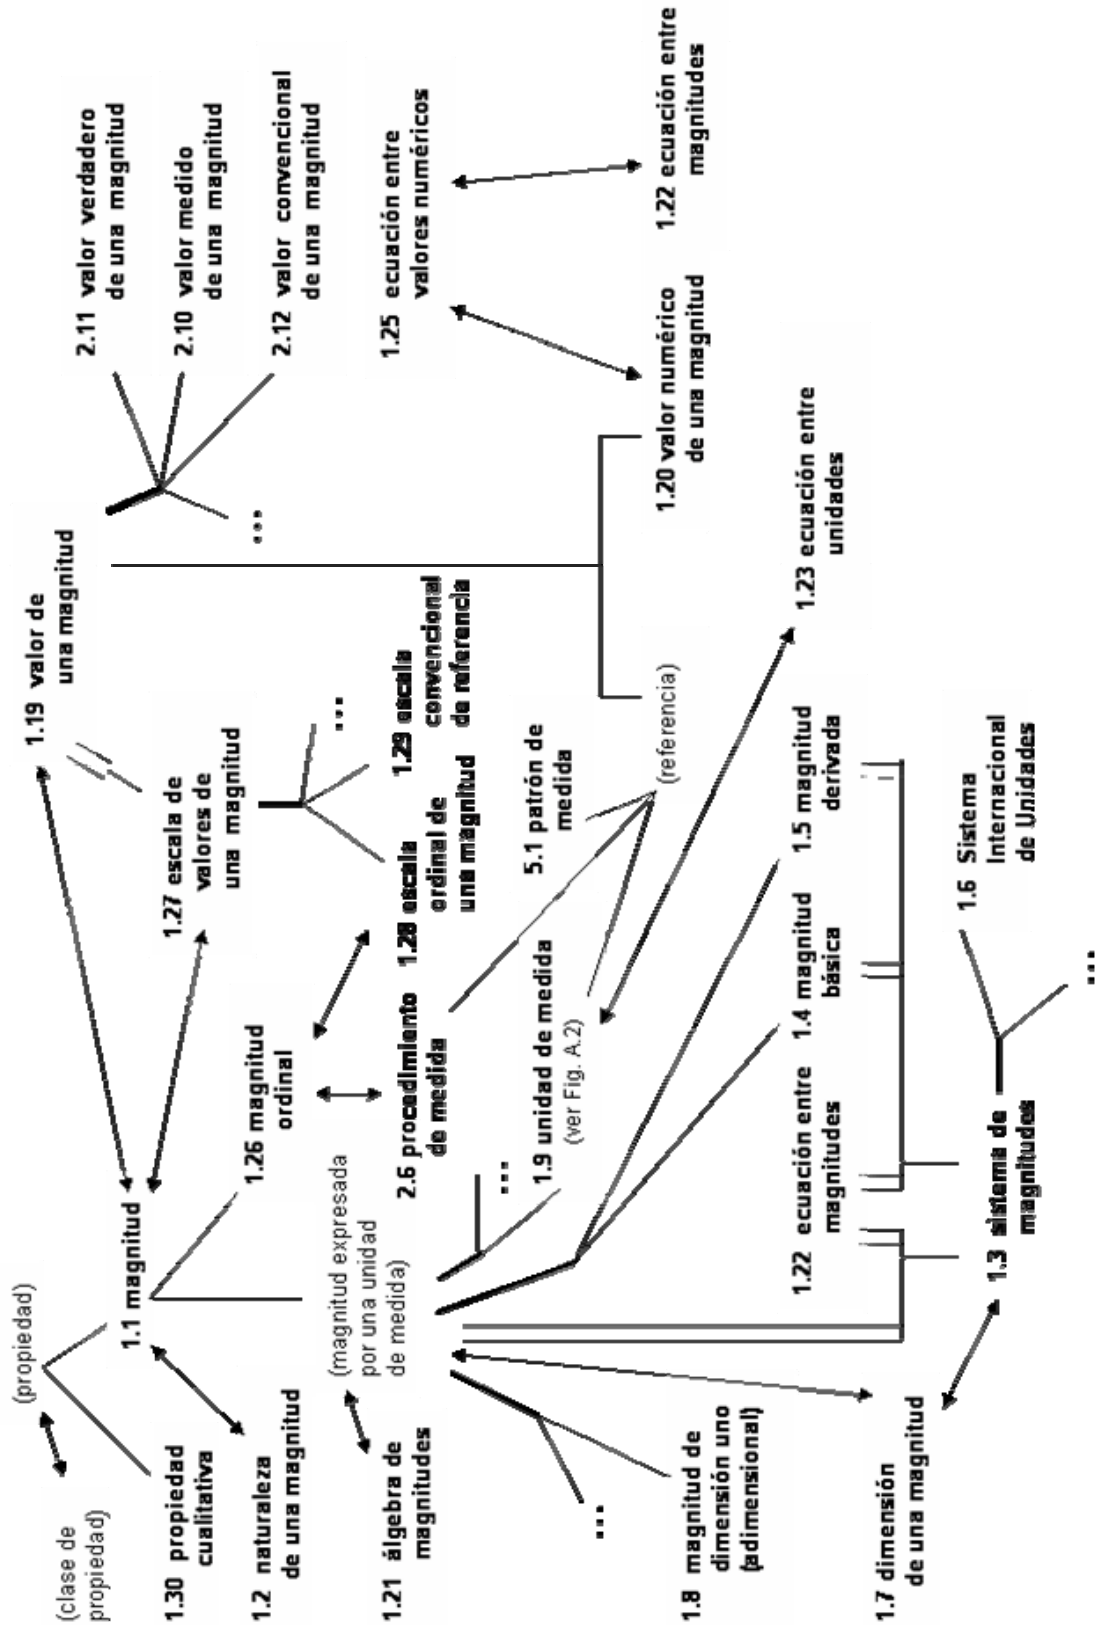 (propiedad)
(clase de
propiedad)
1.1 magnitud
1.19 valor de
una magnitud
1.30 propiedad
cualitativa
1.2 naturaleza
de una magnitud
1.26 magnitud
ordinal
1.27 escala de
valores de
una magnitud
...
2.11 valor verdadero
de una magnitud
2.10 valor medido
de una magnitud
2.12 valor convencional
de una magnitud
...
1.21 álgebra de
magnitudes
(magnitud expresada
por una unidad
de medida)
2.6 procedimiento
de medida
1.28 escala
ordinal de
una magnitud
1.29 escala
convencional
de referencia
1.25 ecuación entre
valores numéricos
...
1.9 unidad de medida
(ver Fig. A.2)
5.1 patrón de
medida
...
(referencia)
1.20 valor numérico
de una magnitud
1.22 ecuación entre
magnitudes
1.8 magnitud de
dimensión uno
(adimensional)
1.22 ecuación entre
magnitudes
1.4 magnitud
básica
1.5 magnitud
derivada
1.23 ecuación entre
unidades
1.7 dimensión
de una magnitud
1.3 sistema de
magnitudes
1.6 Sistema
Internacional
de Unidades
...